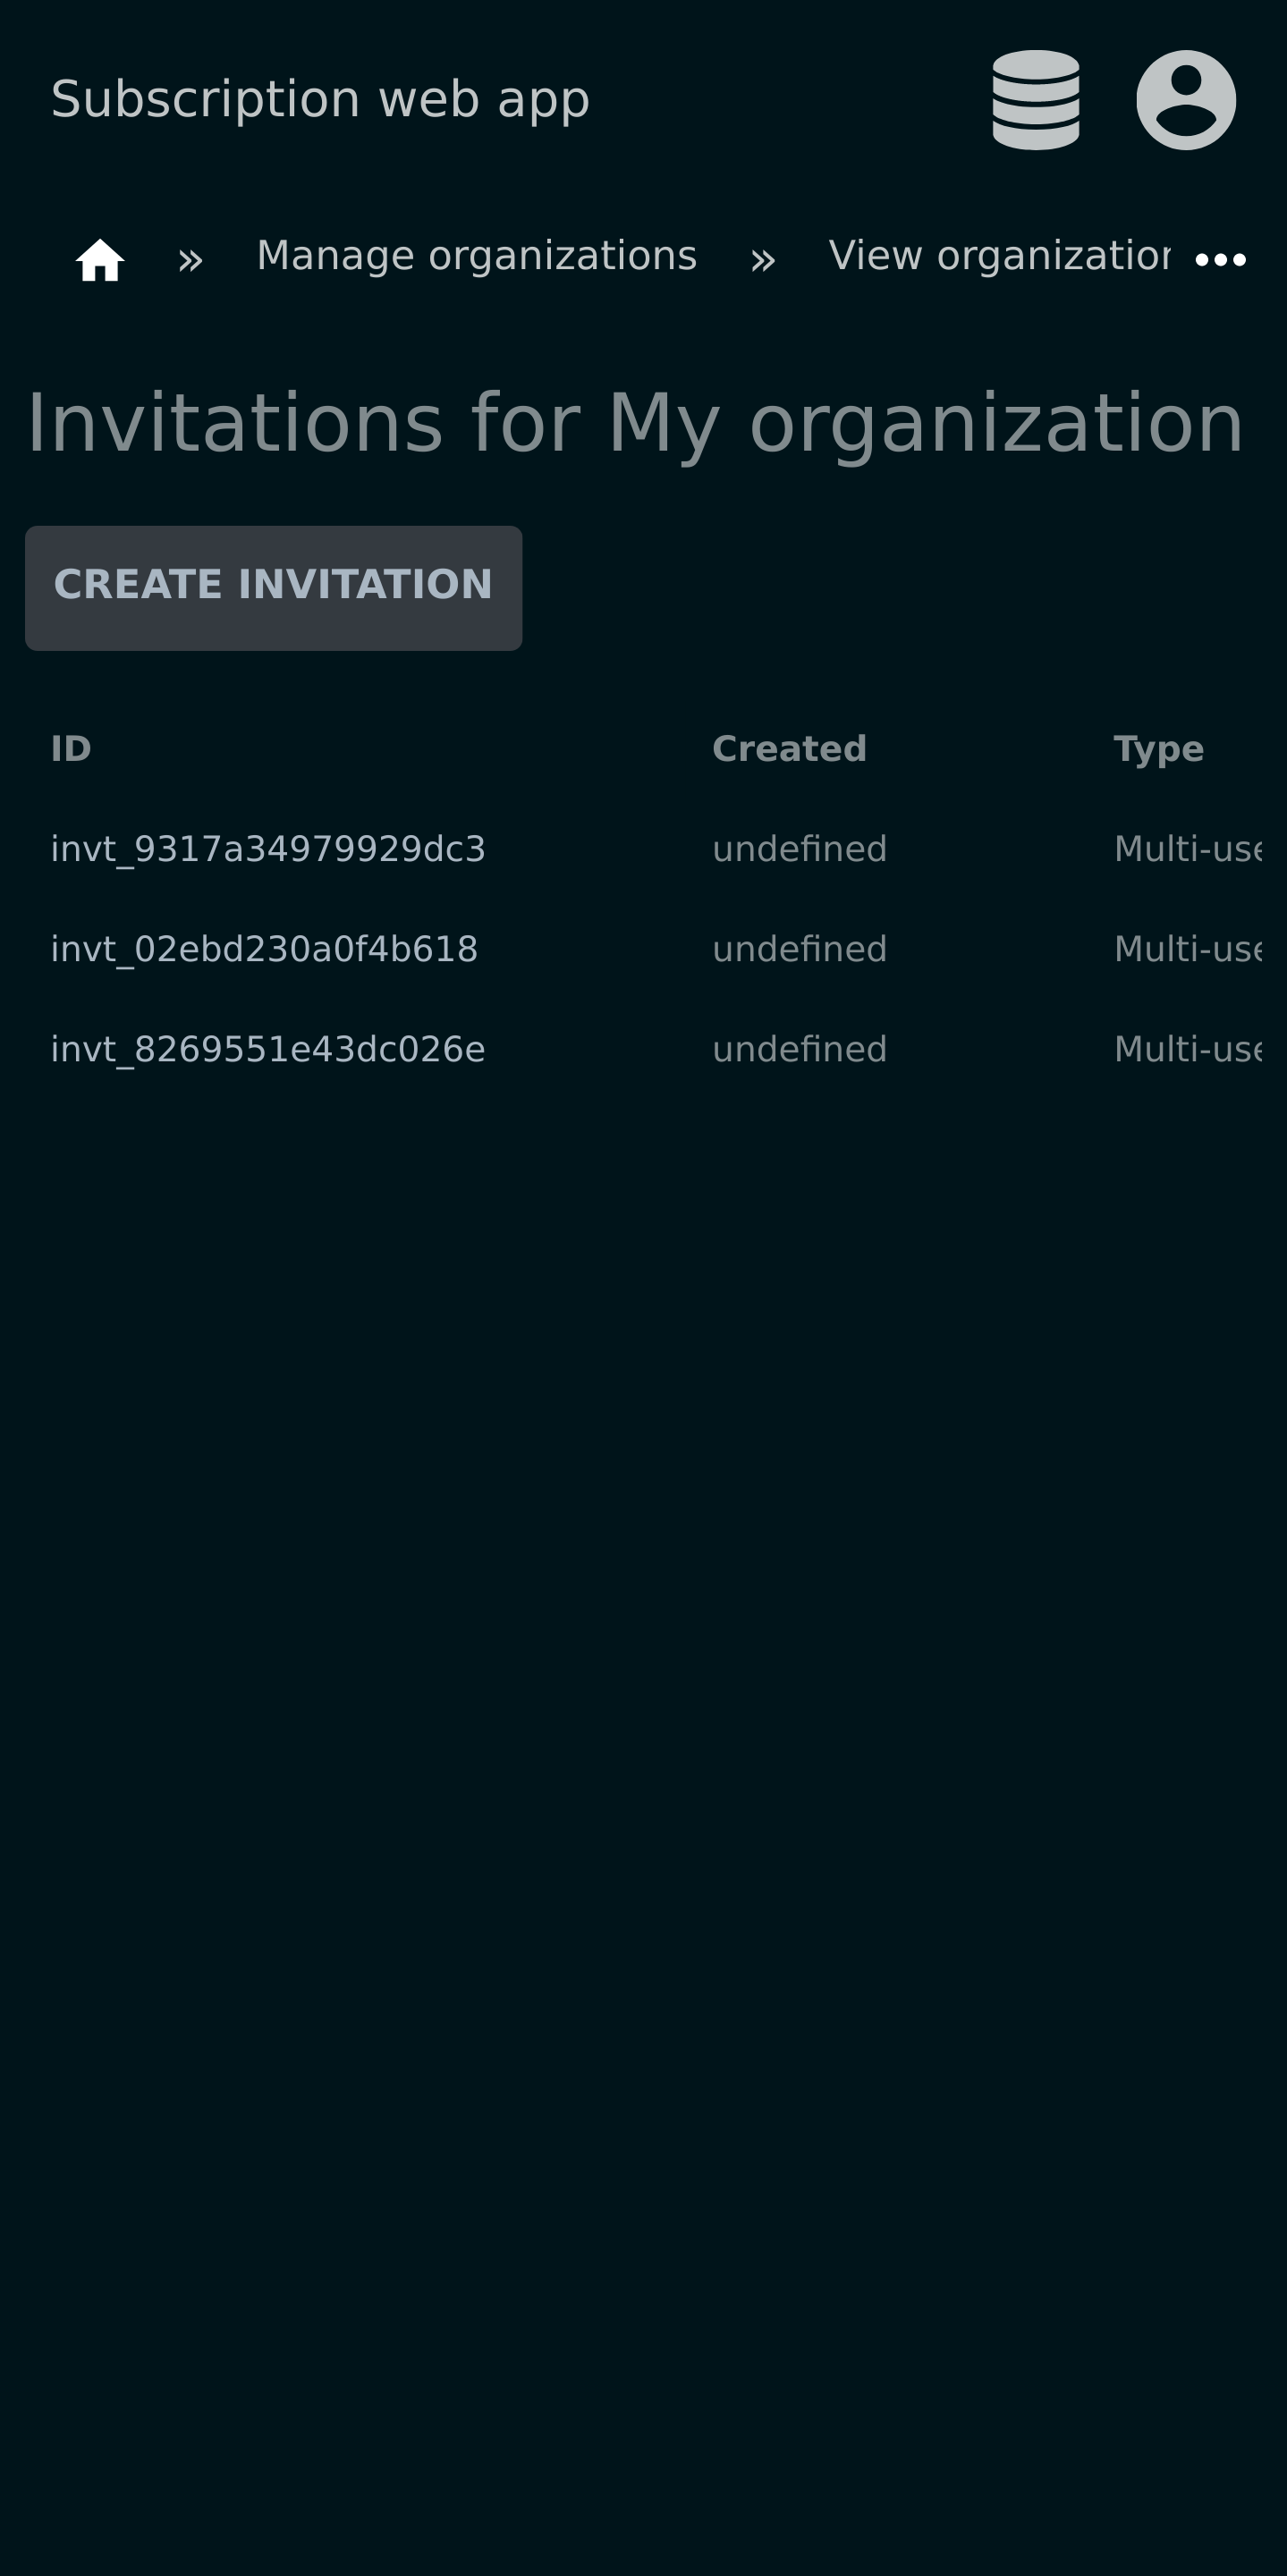 Subscription web app
» Manage organizations » View organization
Invitations for My organization
CREATE INVITATION
ID Created Type
invt_9317a34979929dc3 undefined Multi-use
invt_02ebd230a0f4b618 undefined Multi-use
invt_8269551e43dc026e undefined Multi-use